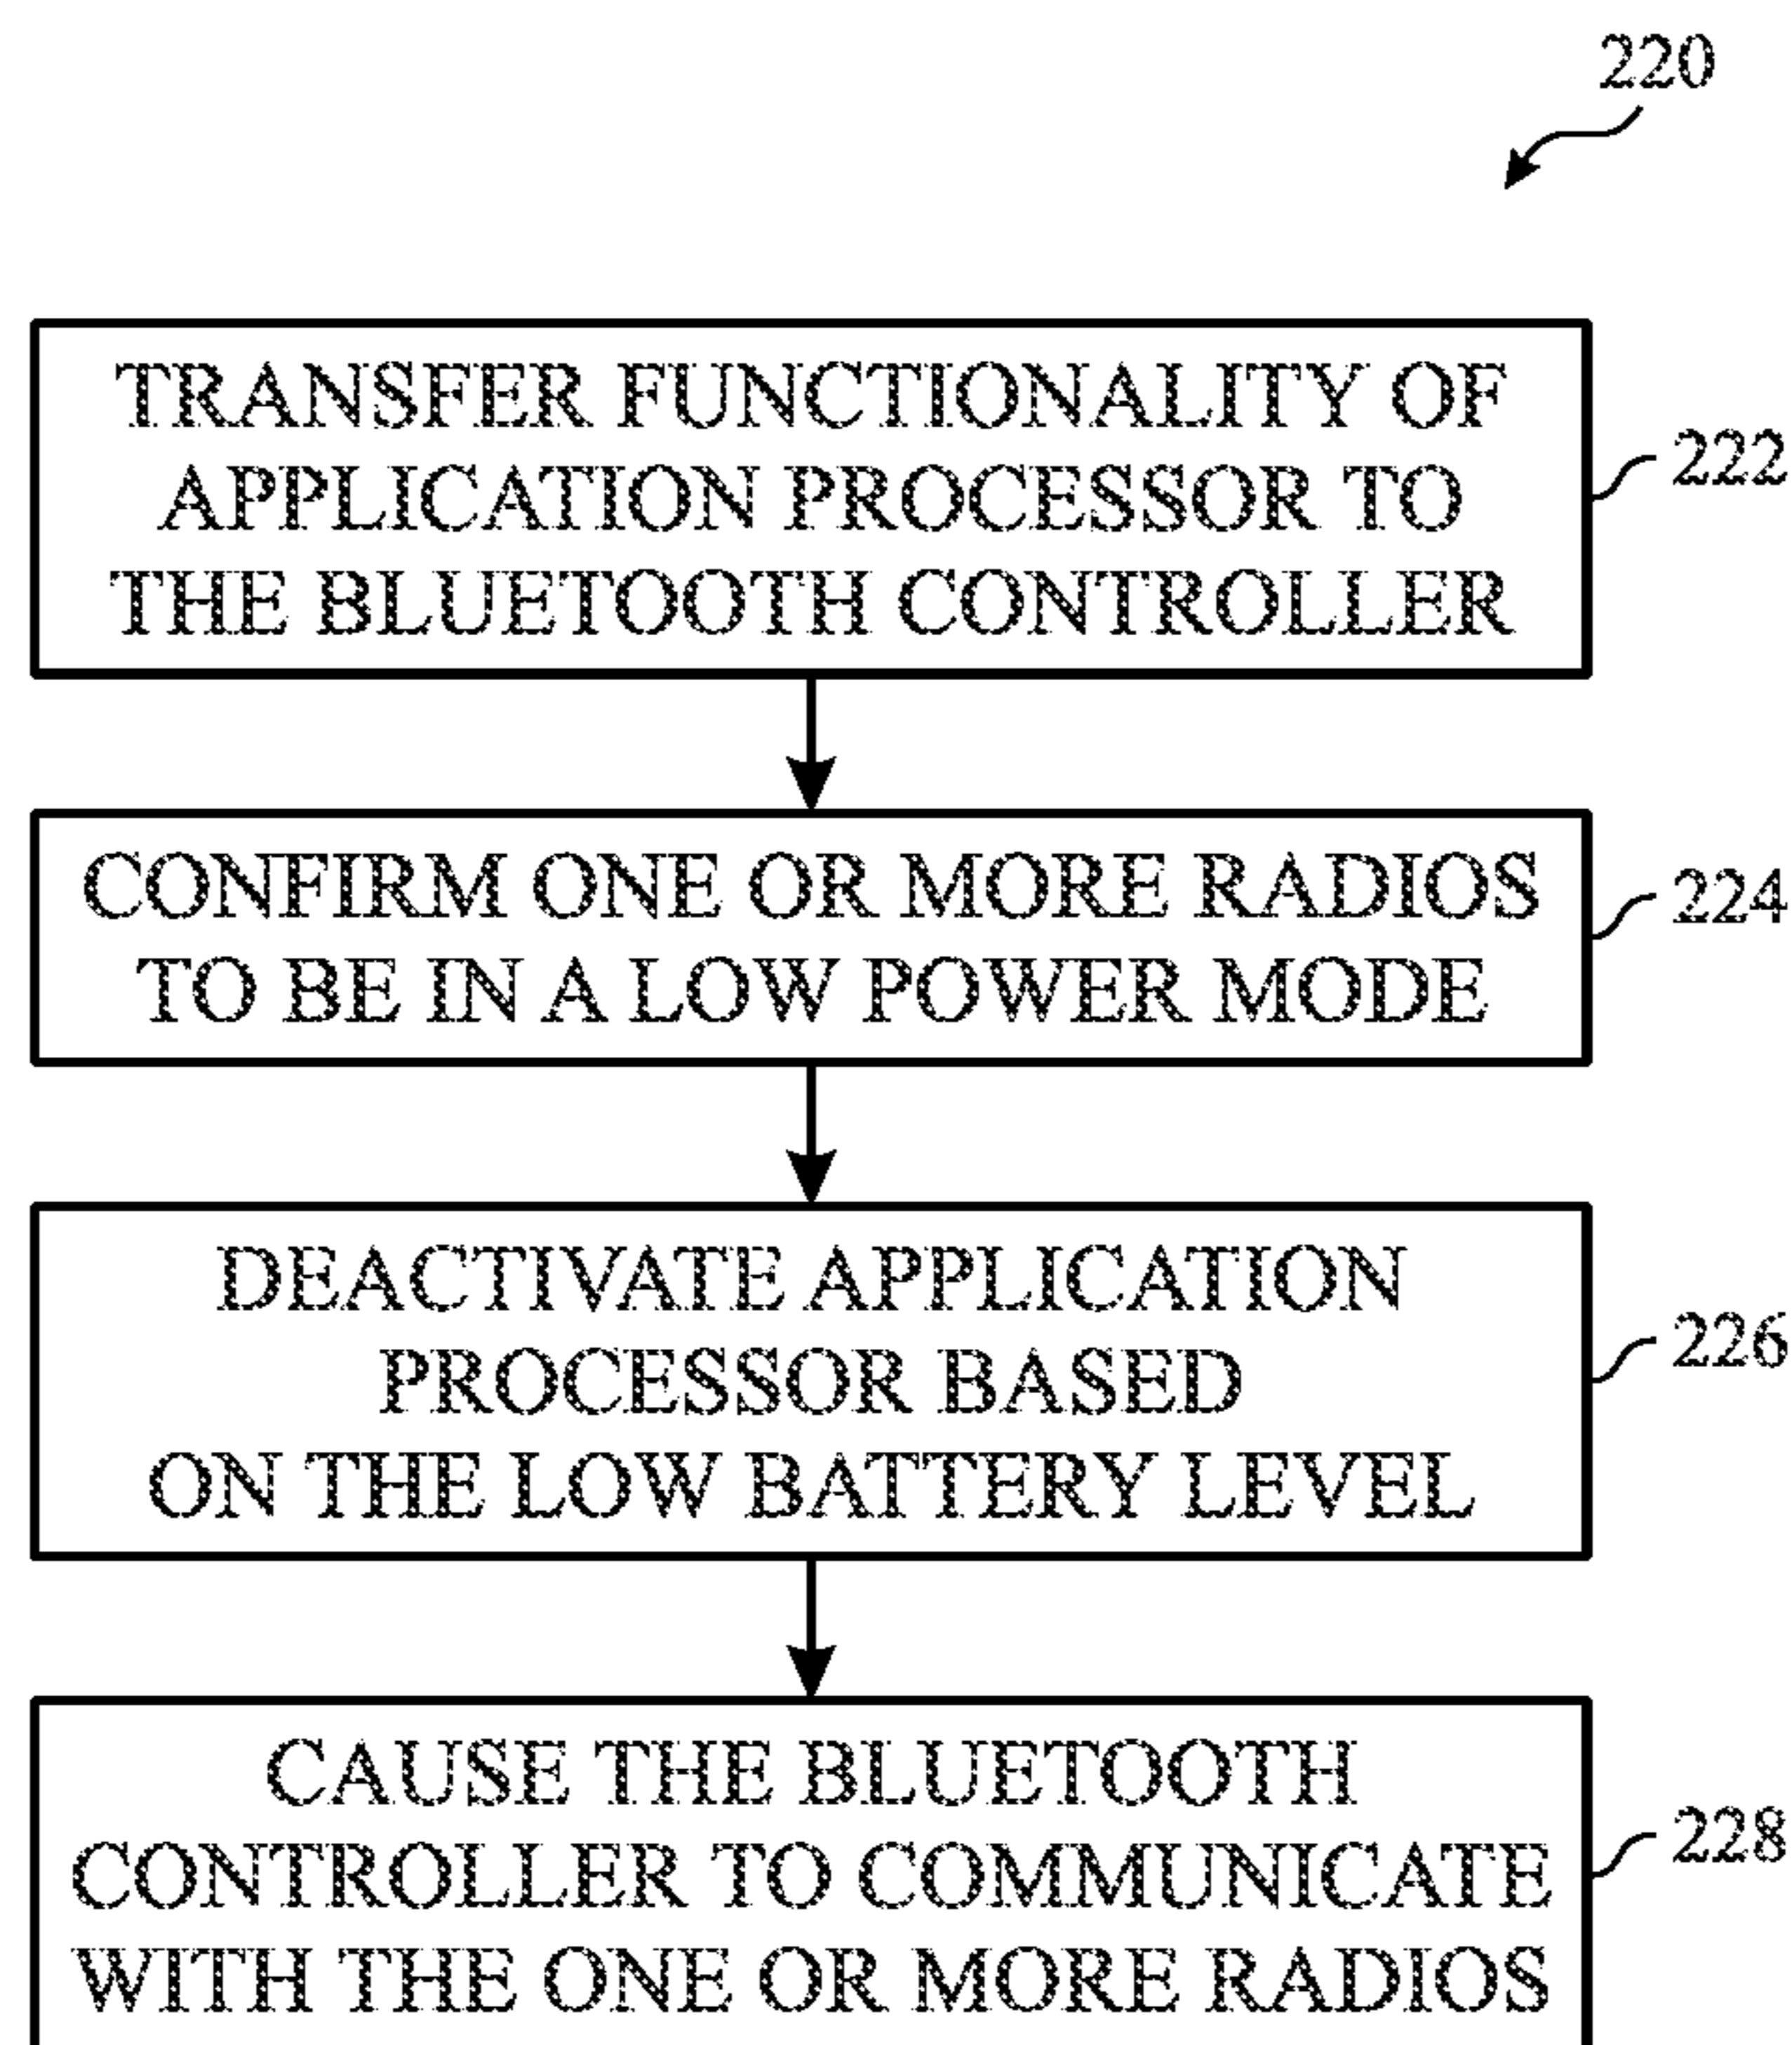 220
TRANSFER FUNCTIONALITY OF
APPLICATION PROCESSOR TO
THE BLUETOOTH CONTROLLER
222
CONFIRM ONE OR MORE RADIOS
TO BE IN A LOW POWER MODE
224
DEACTIVATE APPLICATION
PROCESSOR BASED
ON THE LOW BATTERY LEVEL
226
CAUSE THE BLUETOOTH
CONTROLLER TO COMMUNICATE
WITH THE ONE OR MORE RADIOS
228